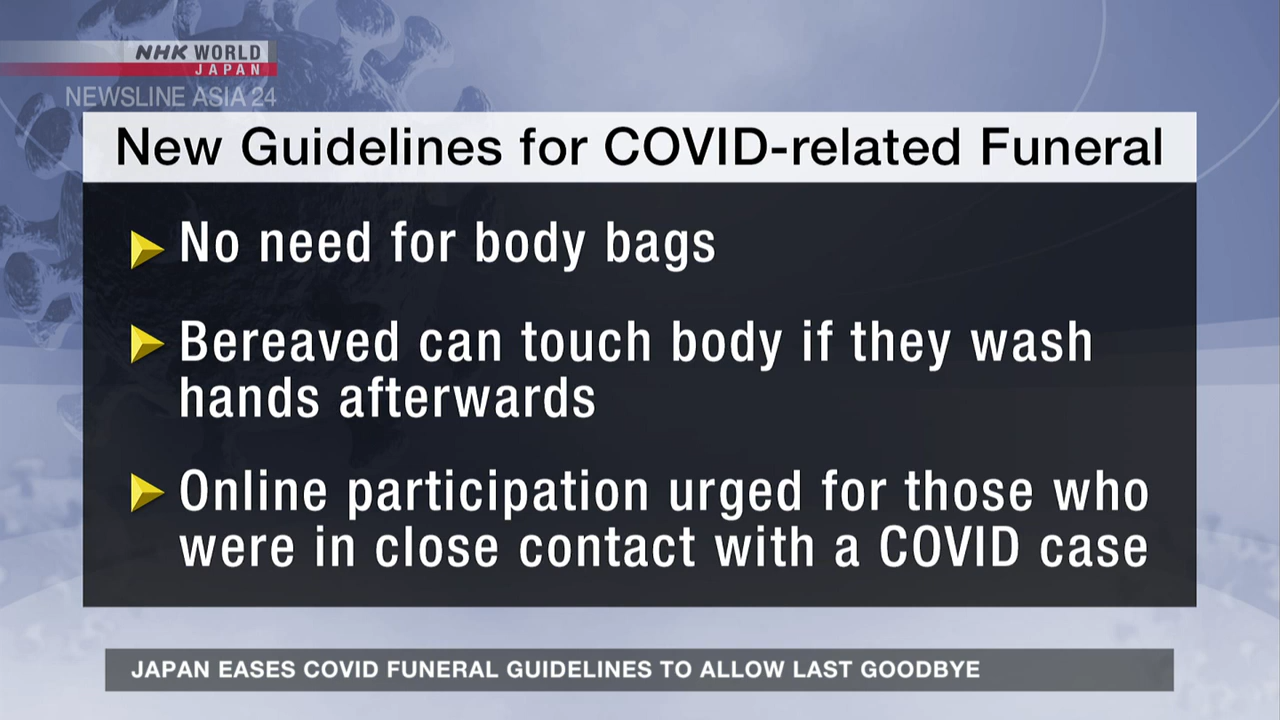 NHK WORLD
JAPAN
NEWSLINE ASIA 24
New Guidelines for COVID-related Funeral
No need for body bags
Bereaved can touch body if they wash
hands afterwards
Online participation urged for those who
were in close contact with a COVID case
JAPAN EASES COVID FUNERAL GUIDELINES TO ALLOW LAST GOODBYE